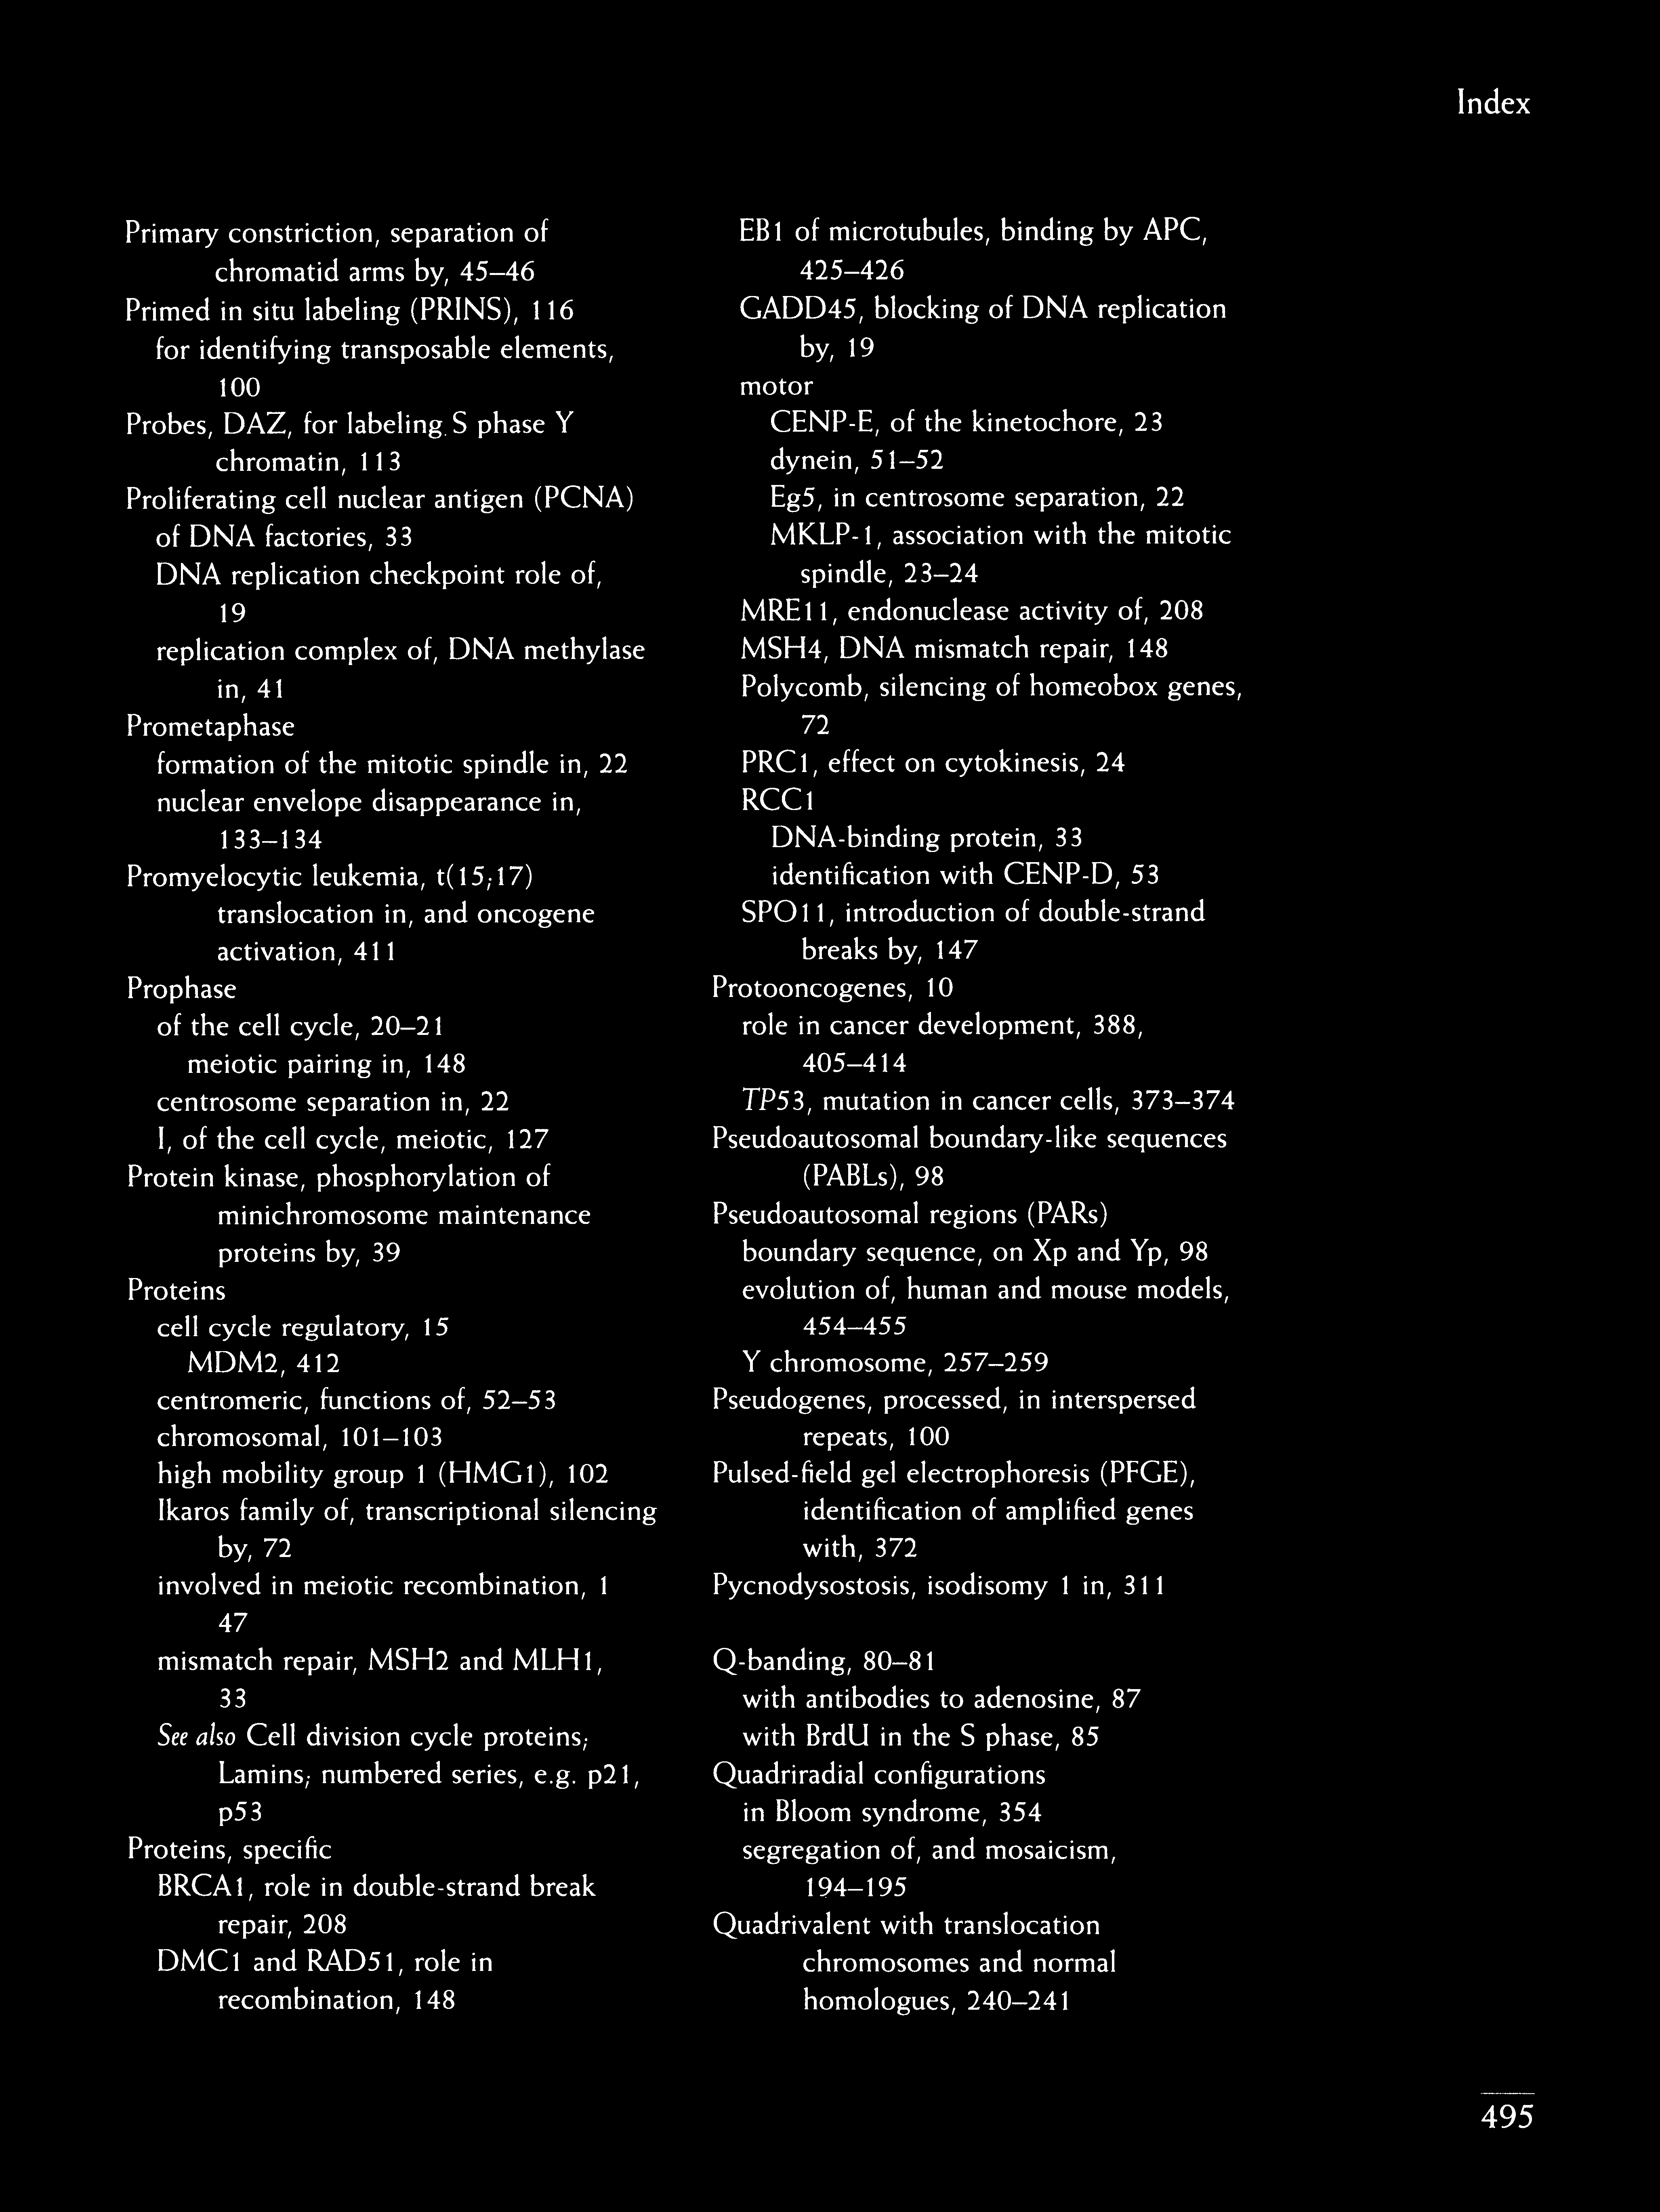 Index
Primary constriction, separation of
chromatid arms by, 45–46
Primed in situ labeling (PRINS), 116
for identifying transposable elements,
100
Probes, DAZ, for labeling S phase Y
chromatin, 113
Proliferating cell nuclear antigen (PCNA)
of DNA factories, 33
DNA replication checkpoint role of,
19
replication complex of, DNA methylase
in, 41
Prometaphase
formation of the mitotic spindle in, 22
nuclear envelope disappearance in,
133–134
Promyelocytic leukemia, t(15;17)
translocation in, and oncogene
activation, 411
Prophase
of the cell cycle, 20–21
meiotic pairing in, 148
centrosome separation in, 22
I, of the cell cycle, meiotic, 127
Protein kinase, phosphorylation of
minichromosome maintenance
proteins by, 39
Proteins
cell cycle regulatory, 15
MDM2, 412
centromeric, functions of, 52–53
chromosomal, 101–103
high mobility group 1 (HMG1), 102
Ikaros family of, transcriptional silencing
by, 72
involved in meiotic recombination, 1
47
mismatch repair, MSH2 and MLH1,
33
See also Cell division cycle proteins;
Lamins; numbered series, e.g. p21,
p53
Proteins, specific
BRCA1, role in double-strand break
repair, 208
DMC1 and RAD51, role in
recombination, 148
EB1 of microtubules, binding by APC,
425–426
GADD45, blocking of DNA replication
by, 19
motor
CENP-E, of the kinetochore, 23
dynein, 51–52
Eg5, in centrosome separation, 22
MKLP-1, association with the mitotic
spindle, 23–24
MRE11, endonuclease activity of, 208
MSH4, DNA mismatch repair, 148
Polycomb, silencing of homeobox genes,
72
PRC1, effect on cytokinesis, 24
RCC1
DNA-binding protein, 33
identification with CENP-D, 53
SPO11, introduction of double-strand
breaks by, 147
Protooncogenes, 10
role in cancer development, 388,
405–414
TP53, mutation in cancer cells, 373–374
Pseudoautosomal boundary-like sequences
(PABLs), 98
Pseudoautosomal regions (PARs)
boundary sequence, on Xp and Yp, 98
evolution of, human and mouse models,
454–455
Y chromosome, 257–259
Pseudogenes, processed, in interspersed
repeats, 100
Pulsed-field gel electrophoresis (PFGE),
identification of amplified genes
with, 372
Pycnodysostosis, isodisomy 1 in, 311
Q-banding, 80–81
with antibodies to adenosine, 87
with BrdU in the S phase, 85
Quadriradial configurations
in Bloom syndrome, 354
segregation of, and mosaicism,
194–195
Quadrivalent with translocation
chromosomes and normal
homologues, 240–241
495